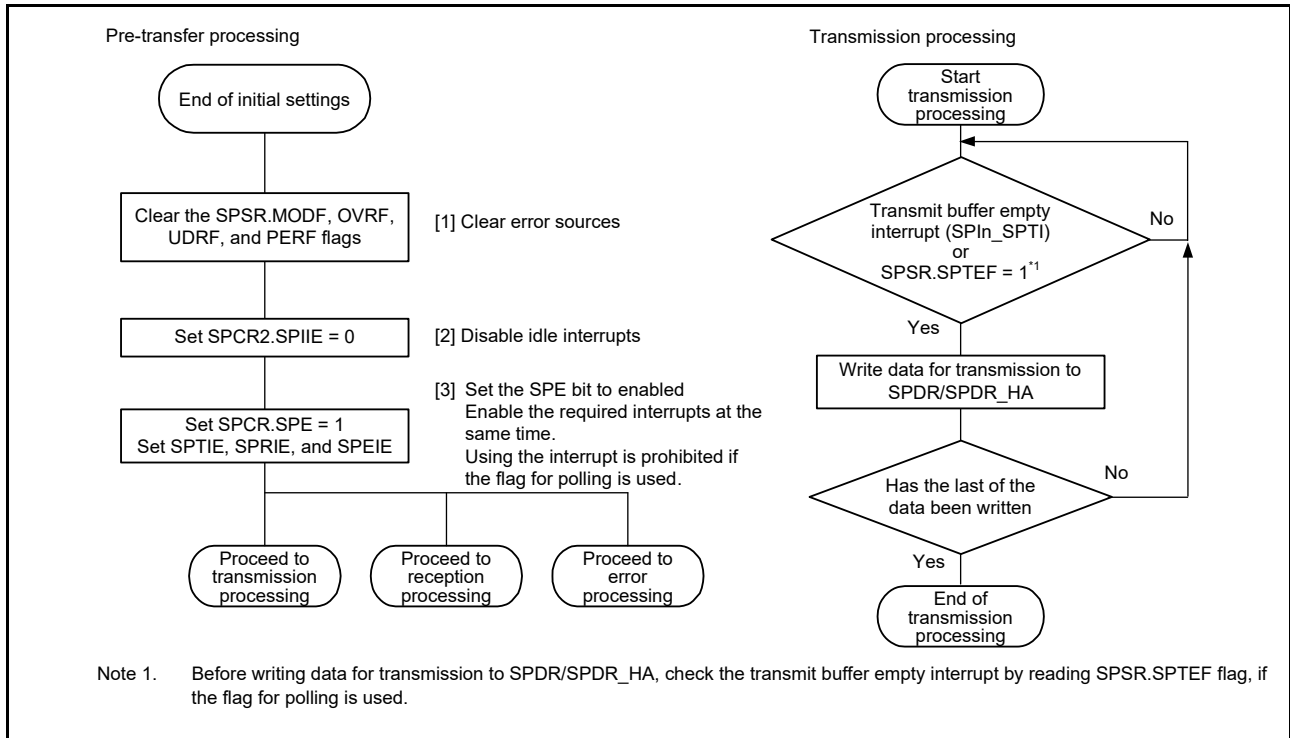 Pre-transfer processing
End of initial settings
Clear the SPSR.MODF, OVRF,
UDRF, and PERF flags
[1] Clear error sources
Set SPCR2.SPIIE = 0
[2] Disable idle interrupts
Set SPCR.SPE = 1
Set SPTIE, SPRIE, and SPEIE
[3] Set the SPE bit to enabled
Enable the required interrupts at the
same time.
Using the interrupt is prohibited if
the flag for polling is used.
Proceed to
transmission
processing
Proceed to
reception
processing
Proceed to
error
processing
Transmission processing
Start
transmission
processing
Transmit buffer empty
interrupt (SPIn_SPTI)
or
SPSR.SPTEF = 1*1
No
Yes
Write data for transmission to
SPDR/SPDR_HA
Has the last of the
data been written
No
Yes
End of
transmission
processing
Note 1. Before writing data for transmission to SPDR/SPDR_HA, check the transmit buffer empty interrupt by reading SPSR.SPTEF flag, if
the flag for polling is used.